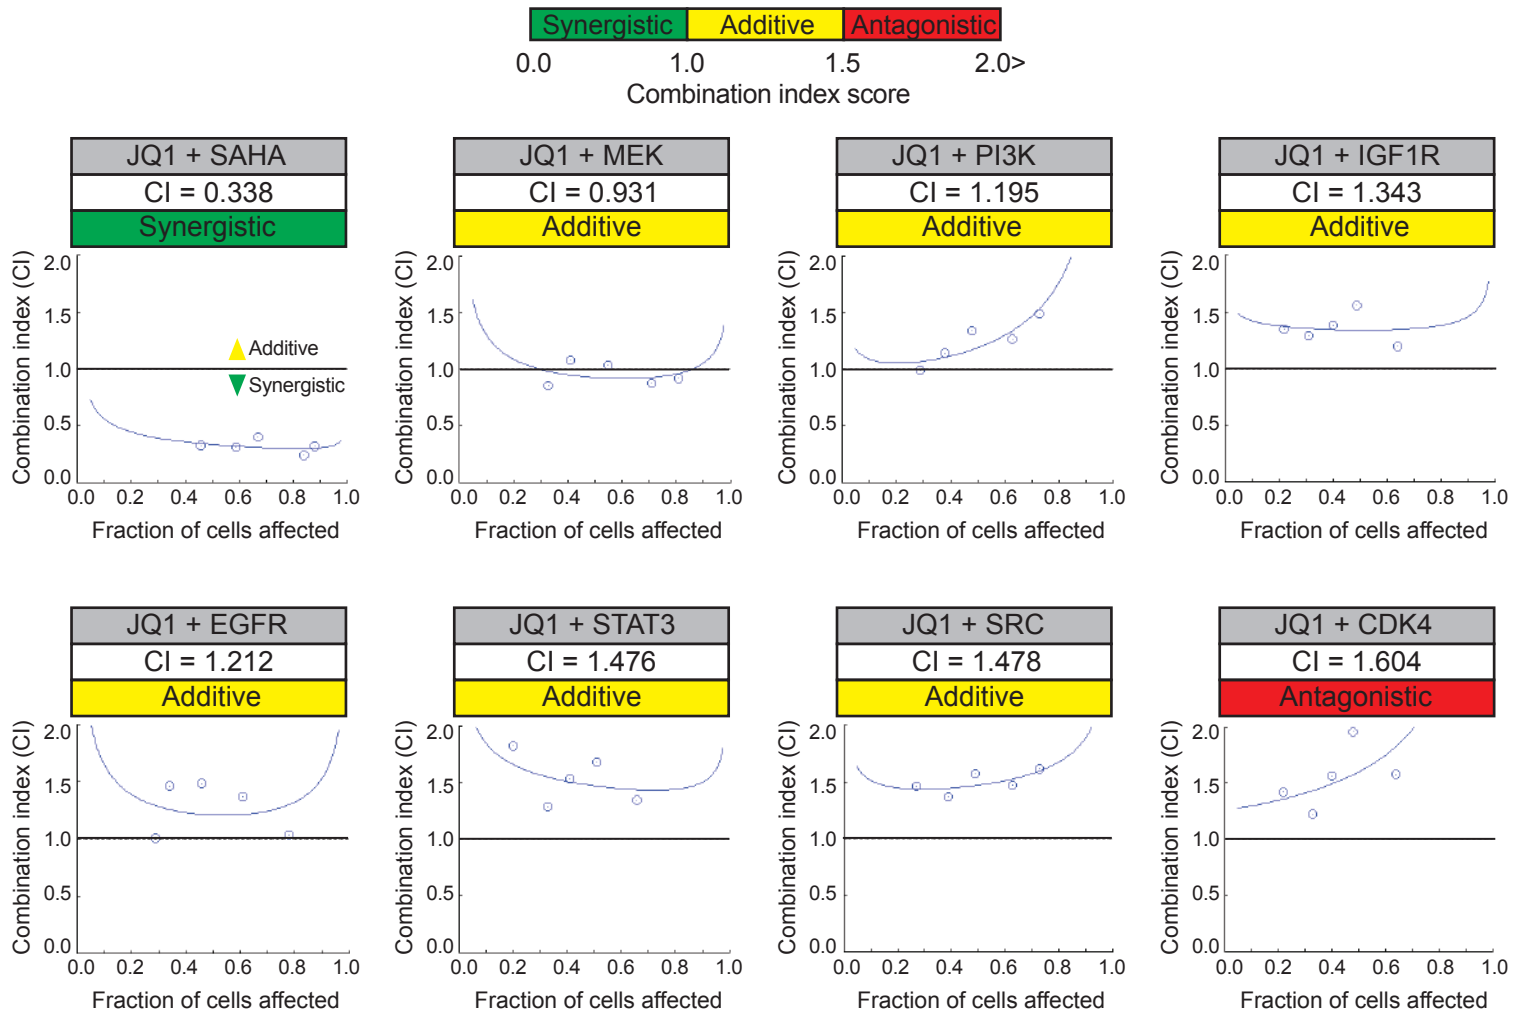 Synergistic Additive Antagonistic
0.0 1.0 1.5 2.0>
Combination index score
JQ1 + SAHA
CI = 0.338
Synergistic
Combination index (CI)
2.0
1.5
1.0
0.5
0.0
Additive
Synergistic
0.0 0.2 0.4 0.6 0.8 1.0
Fraction of cells affected
JQ1 + MEK
CI = 0.931
Additive
Combination index (CI)
2.0
1.5
1.0
0.5
0.0
0.0 0.2 0.4 0.6 0.8 1.0
Fraction of cells affected
JQ1 + PI3K
CI = 1.195
Additive
Combination index (CI)
2.0
1.5
1.0
0.5
0.0
0.0 0.2 0.4 0.6 0.8 1.0
Fraction of cells affected
JQ1 + IGF1R
CI = 1.343
Additive
Combination index (CI)
2.0
1.5
1.0
0.5
0.0
0.0 0.2 0.4 0.6 0.8 1.0
Fraction of cells affected
JQ1 + EGFR
CI = 1.212
Additive
Combination index (CI)
2.0
1.5
1.0
0.5
0.0
0.0 0.2 0.4 0.6 0.8 1.0
Fraction of cells affected
JQ1 + STAT3
CI = 1.476
Additive
Combination index (CI)
2.0
1.5
1.0
0.5
0.0
0.0 0.2 0.4 0.6 0.8 1.0
Fraction of cells affected
JQ1 + SRC
CI = 1.478
Additive
Combination index (CI)
2.0
1.5
1.0
0.5
0.0
0.0 0.2 0.4 0.6 0.8 1.0
Fraction of cells affected
JQ1 + CDK4
CI = 1.604
Antagonistic
Combination index (CI)
2.0
1.5
1.0
0.5
0.0
0.0 0.2 0.4 0.6 0.8 1.0
Fraction of cells affected